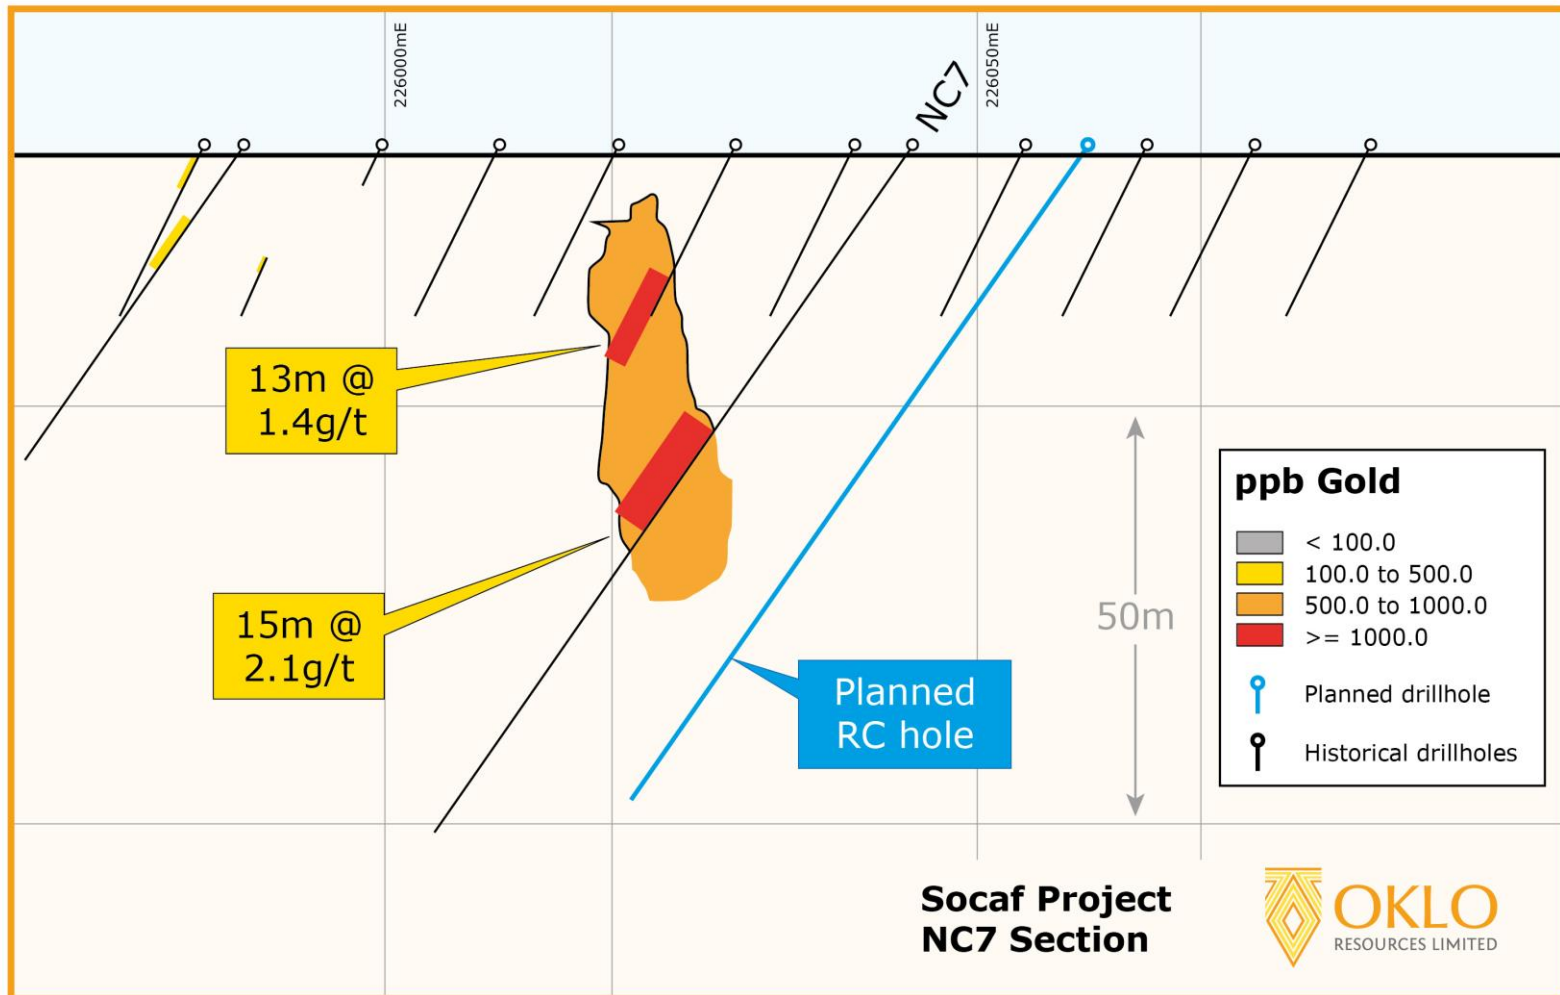 226000mE
226050mE
NC7
13m @
1.4g/t
15m @
2.1g/t
Planned
RC hole
50m
ppb Gold
< 100.0
100.0 to 500.0
500.0 to 1000.0
>= 1000.0
Planned drillhole
Historical drillholes
Socaf Project
NC7 Section
OKLO
RESOURCES LIMITED